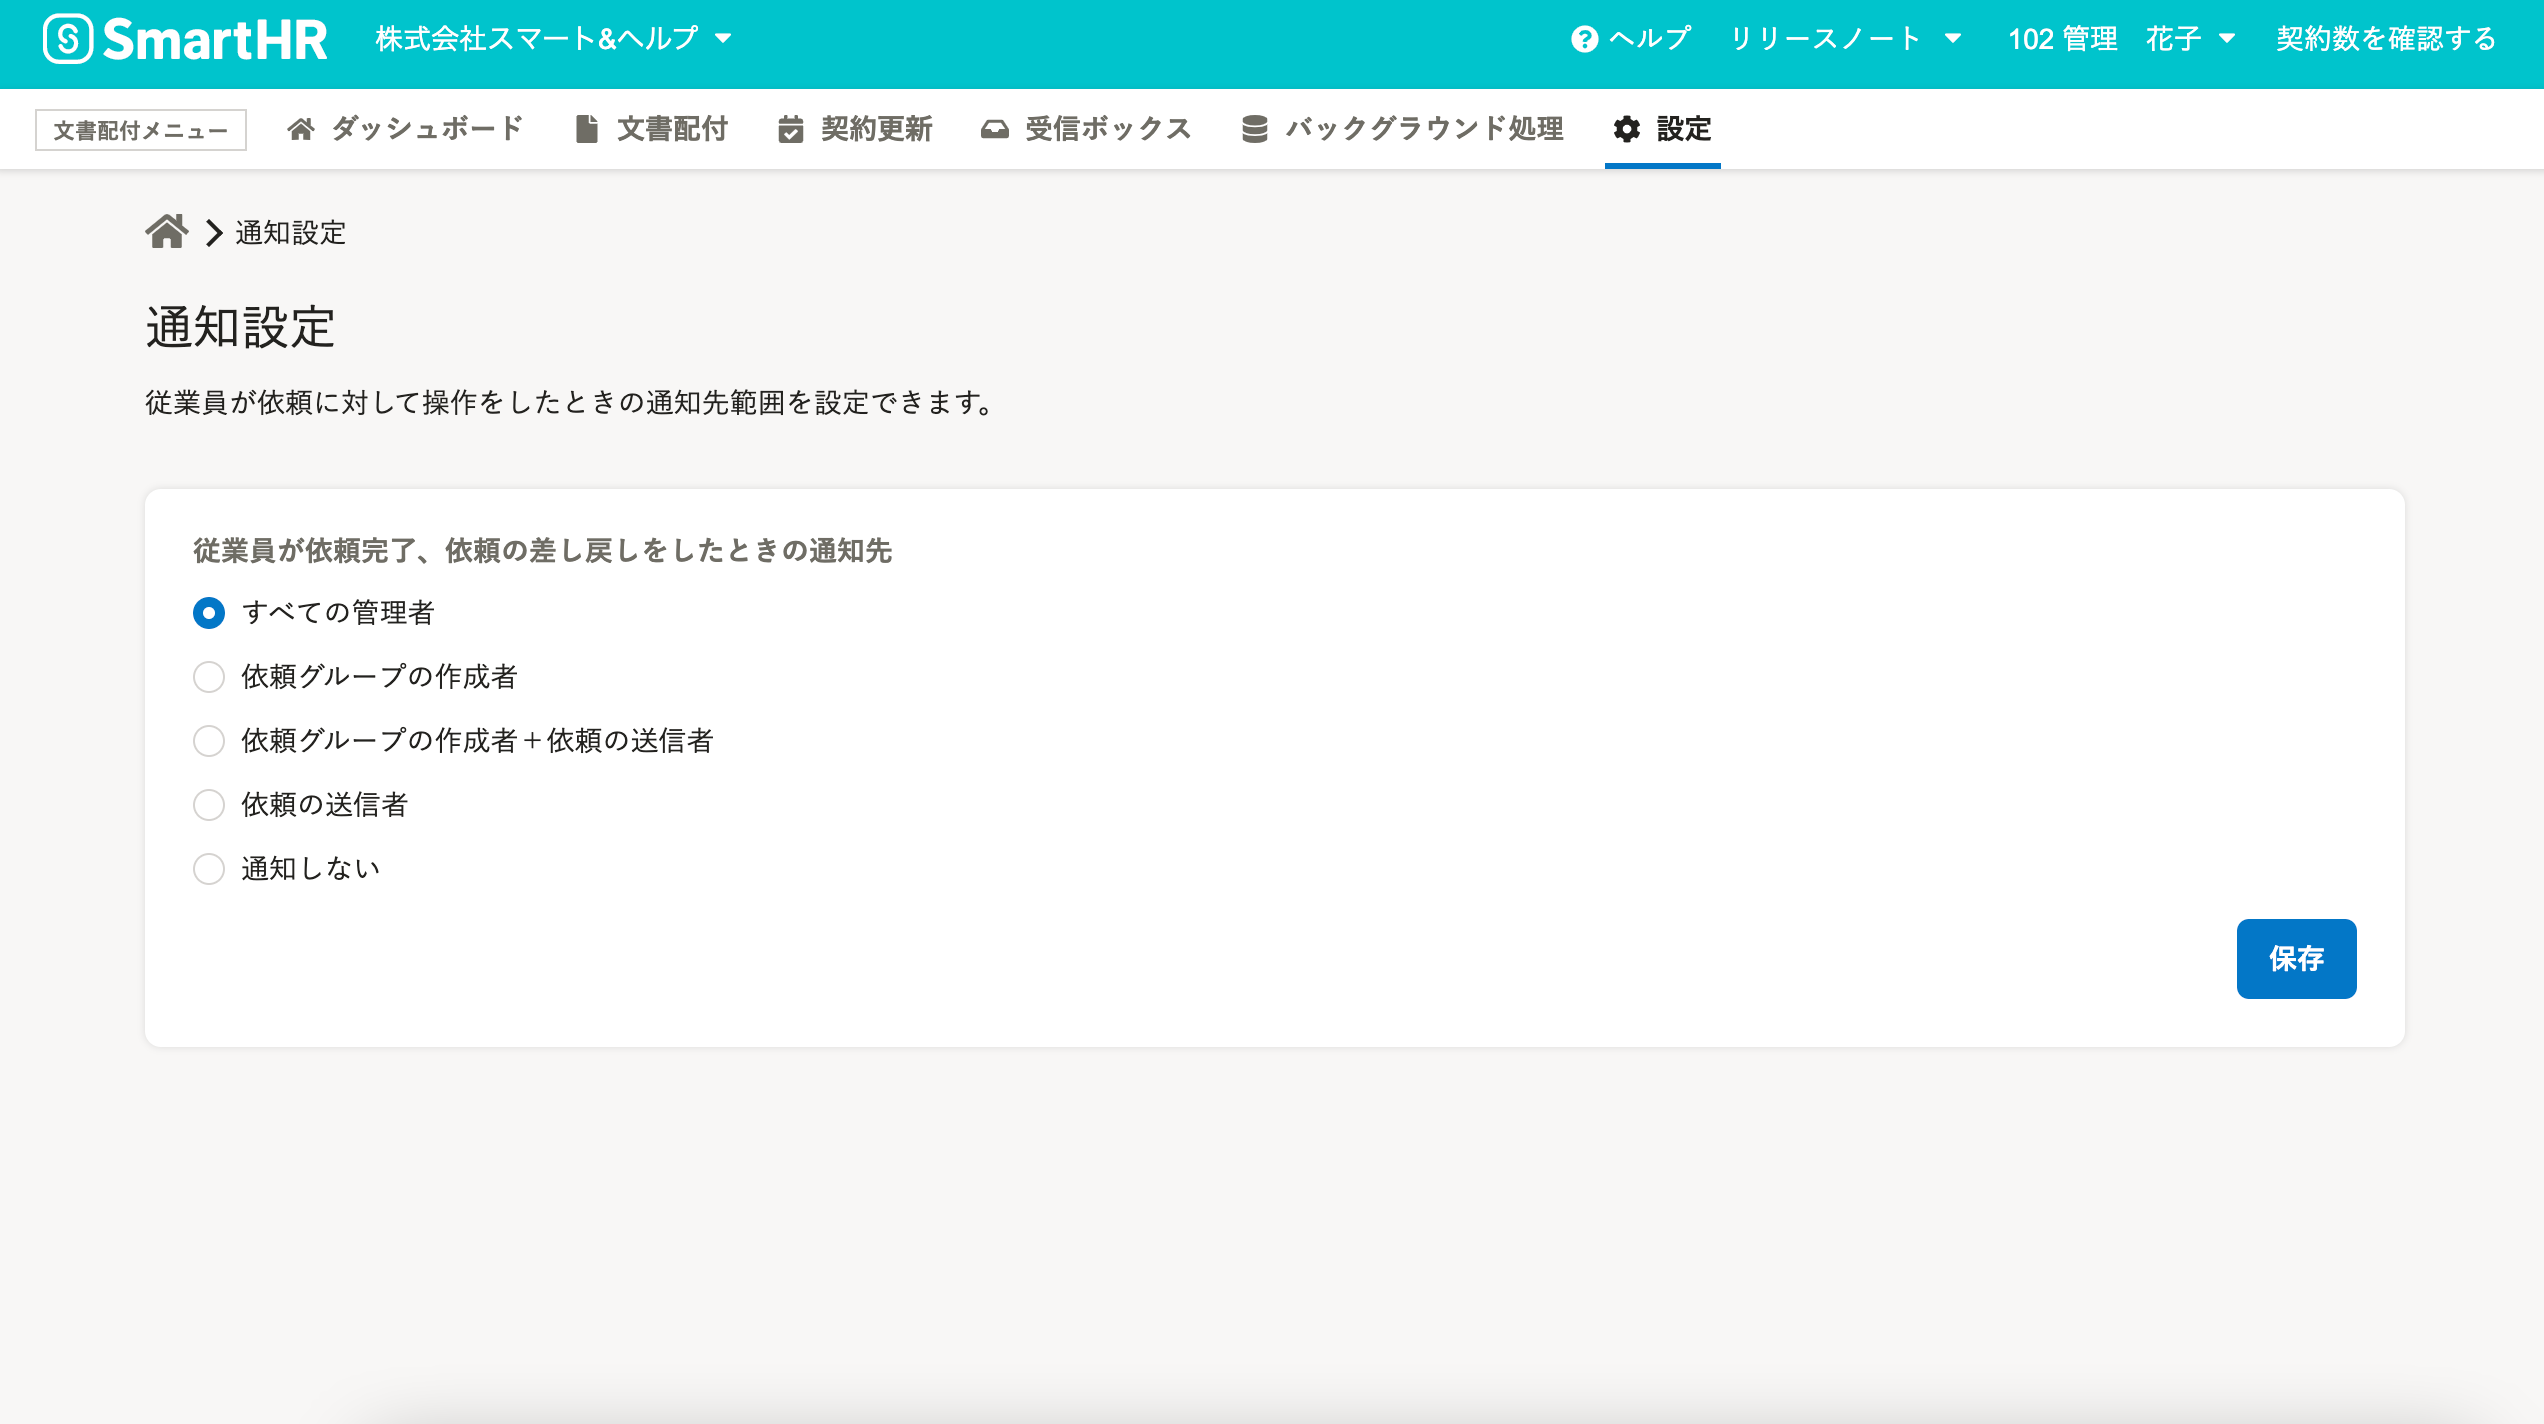 SmartHR 株式会社スマート&ヘルプ ヘルプ リリースノート 102 管理 花子 契約数を確認する
文書配付メニュー ダッシュボード 文書配付 契約更新 受信ボックス バックグラウンド処理 設定
通知設定
通知設定
従業員が依頼に対して操作をしたときの通知先範囲を設定できます。
従業員が依頼完了、依頼の差し戻しをしたときの通知先
すべての管理者
依頼グループの作成者
依頼グループの作成者＋依頼の送信者
依頼の送信者
通知しない
保存